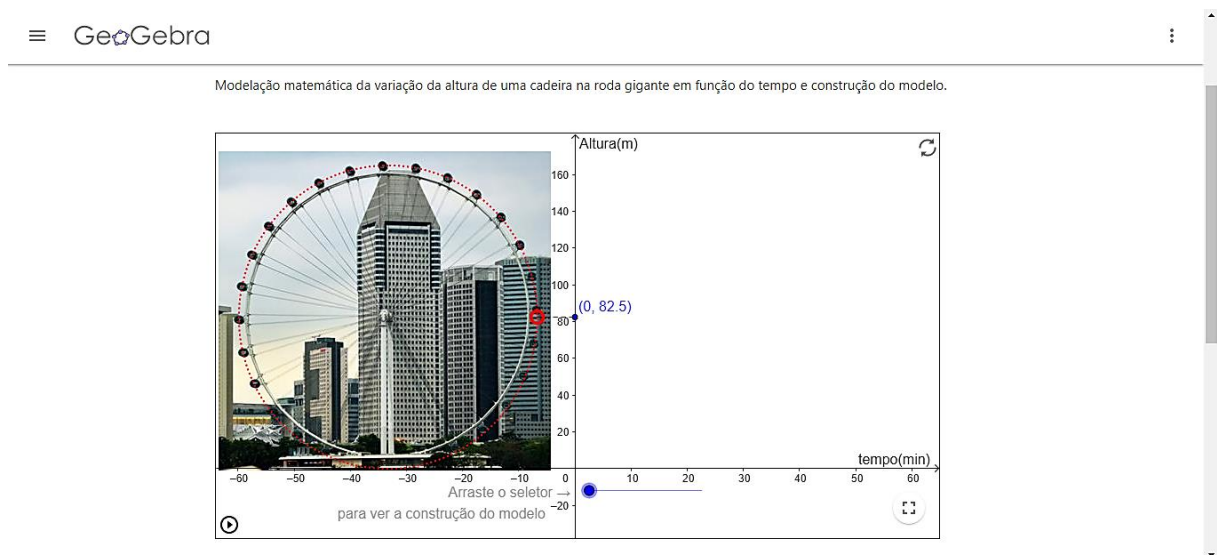 GeoGebra
Modelação matemática da variação da altura de uma cadeira na roda gigante em função do tempo e construção do modelo.
Altura(m)
160
140
120
100
(0, 82.5)
80
60
40
20
tempo(min)
−60 −50 −40 −30 −20 −10 0 10 20 30 40 50 60
Arraste o seletor →
para ver a construção do modelo
−20